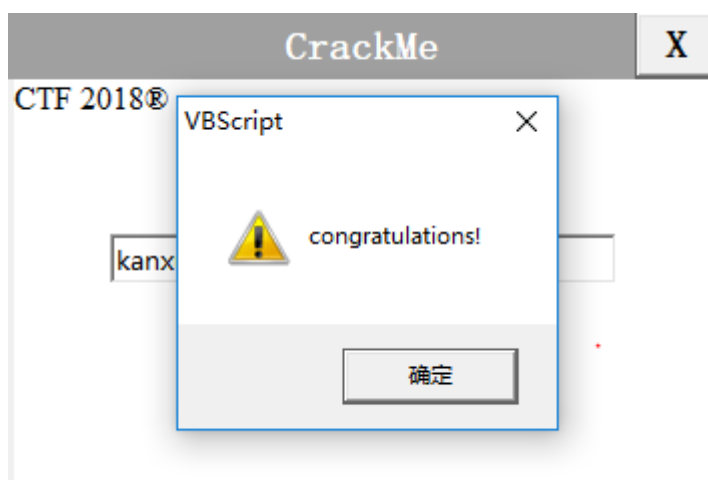 CrackMe X
CTF 2018®
VBScript
congratulations!
kanx
确定